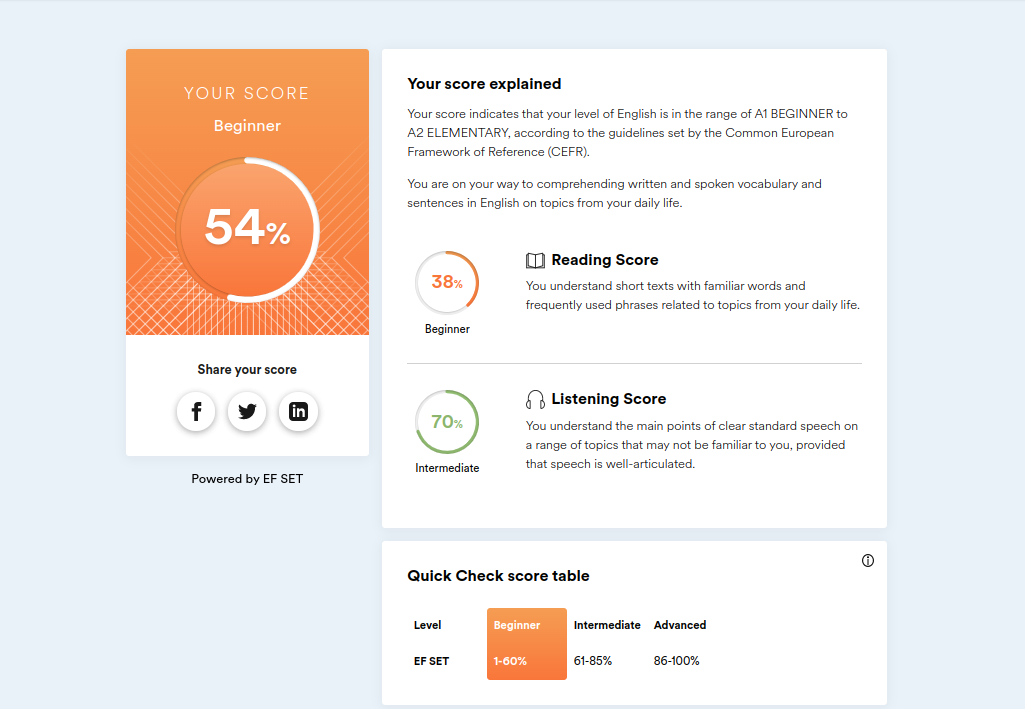 YOUR SCORE
Beginner
54%
Share your score
Powered by EF SET
Your score explained
Your score indicates that your level of English is in the range of A1 BEGINNER to
A2 ELEMENTARY, according to the guidelines set by the Common European
Framework of Reference (CEFR).
You are on your way to comprehending written and spoken vocabulary and
sentences in English on topics from your daily life.
38%
Beginner
Reading Score
You understand short texts with familiar words and
frequently used phrases related to topics from your daily life.
70%
Intermediate
Listening Score
You understand the main points of clear standard speech on
a range of topics that may not be familiar to you, provided
that speech is well-articulated.
Quick Check score table
Level Beginner Intermediate Advanced
EF SET 1-60% 61-85% 86-100%